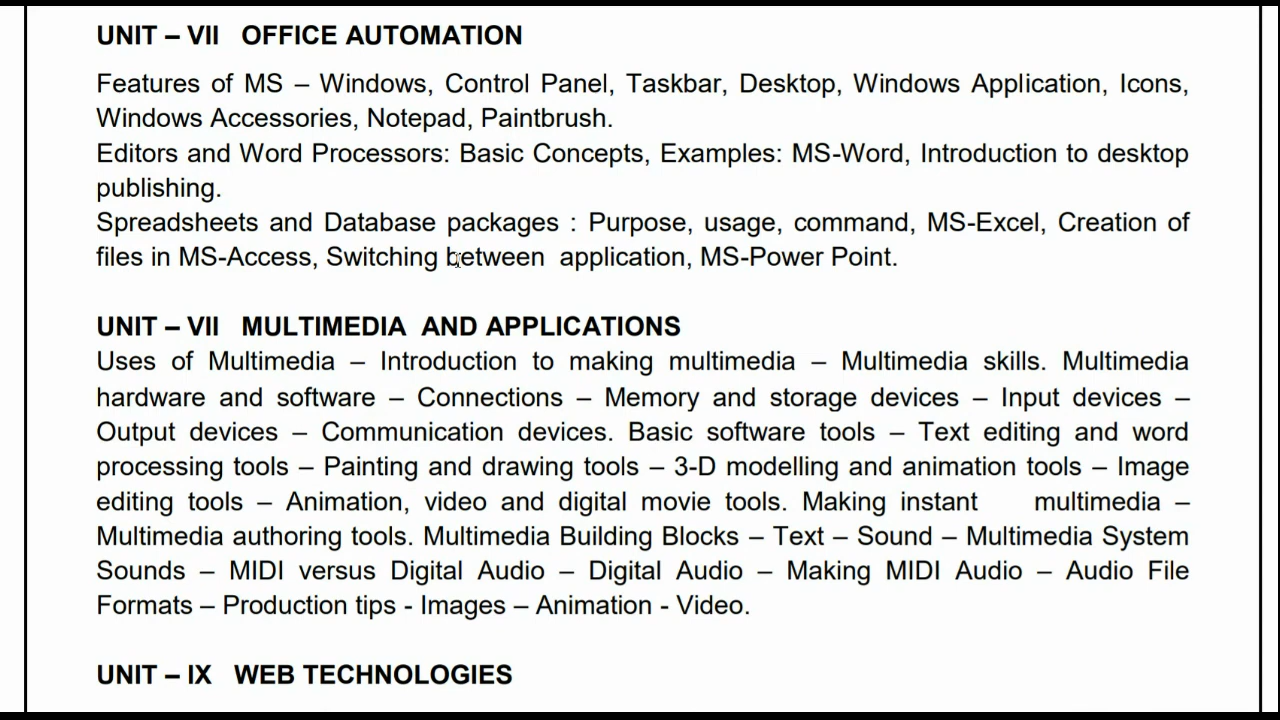 UNIT – VII OFFICE AUTOMATION
Features of MS – Windows, Control Panel, Taskbar, Desktop, Windows Application, Icons,
Windows Accessories, Notepad, Paintbrush.
Editors and Word Processors: Basic Concepts, Examples: MS-Word, Introduction to desktop
publishing.
Spreadsheets and Database packages : Purpose, usage, command, MS-Excel, Creation of
files in MS-Access, Switching between application, MS-Power Point.
UNIT – VII MULTIMEDIA AND APPLICATIONS
Uses of Multimedia – Introduction to making multimedia – Multimedia skills. Multimedia
hardware and software – Connections – Memory and storage devices – Input devices –
Output devices – Communication devices. Basic software tools – Text editing and word
processing tools – Painting and drawing tools – 3-D modelling and animation tools – Image
editing tools – Animation, video and digital movie tools. Making instant multimedia –
Multimedia authoring tools. Multimedia Building Blocks – Text – Sound – Multimedia System
Sounds – MIDI versus Digital Audio – Digital Audio – Making MIDI Audio – Audio File
Formats – Production tips - Images – Animation - Video.
UNIT – IX WEB TECHNOLOGIES